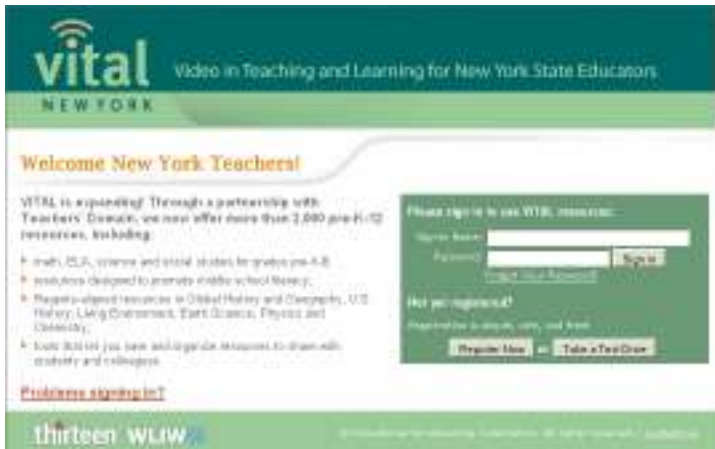 vital
NEW YORK
Video in Teaching and Learning for New York State Educators
Welcome New York Teachers!
VITAL is expanding! Through a partnership with
Teachers' Domain, we now offer more than 2,000 pre-K-12
resources, including:
math, ELA, science and social studies for grades pre-K-8
resources designed to promote middle school literacy
Regents-aligned resources in Global History and Geography, U.S.
History, Living Environment, Earth Science, Physics and
Chemistry
tools that let you save and organize resources to share with
students and colleagues
Problems signing in?
Please sign in to use VITAL resources:
Sign in Name
Password
Sign in
Forgot Your Password?
Not yet registered?
Registration is simple, safe, and free!
Register Now or Take a Test Drive
thirteen WLIW